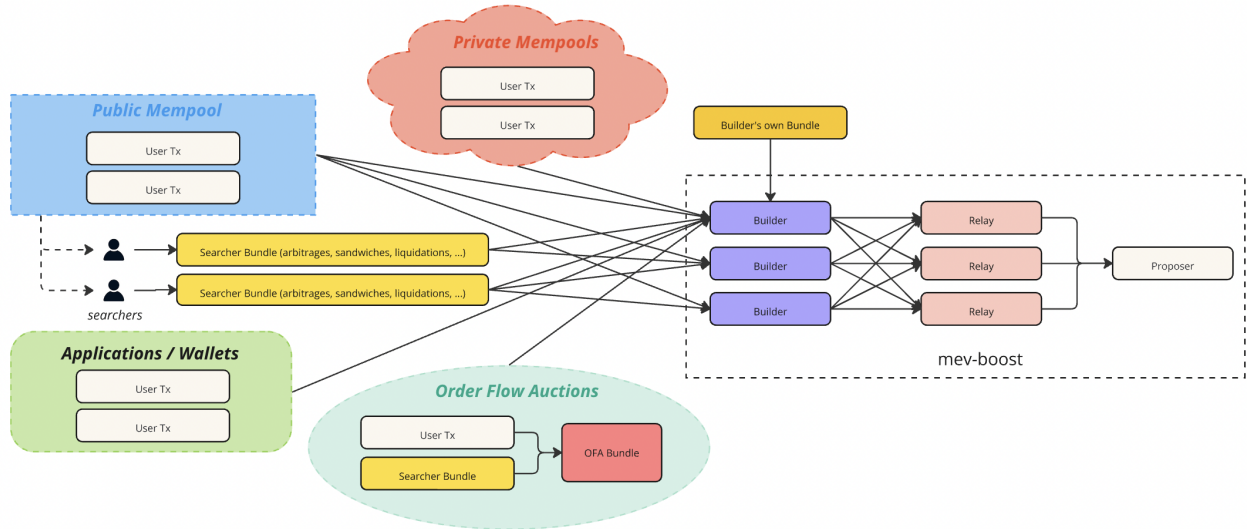 Private Mempools
User Tx
User Tx
Public Mempool
User Tx
User Tx
Builder's own Bundle
Searcher Bundle (arbitrages, sandwiches, liquidations, ...)
Searcher Bundle (arbitrages, sandwiches, liquidations, ...)
searchers
Builder
Relay
Builder
Relay
Proposer
Builder
Relay
mev-boost
Applications / Wallets
User Tx
User Tx
Order Flow Auctions
User Tx
Searcher Bundle
OFA Bundle